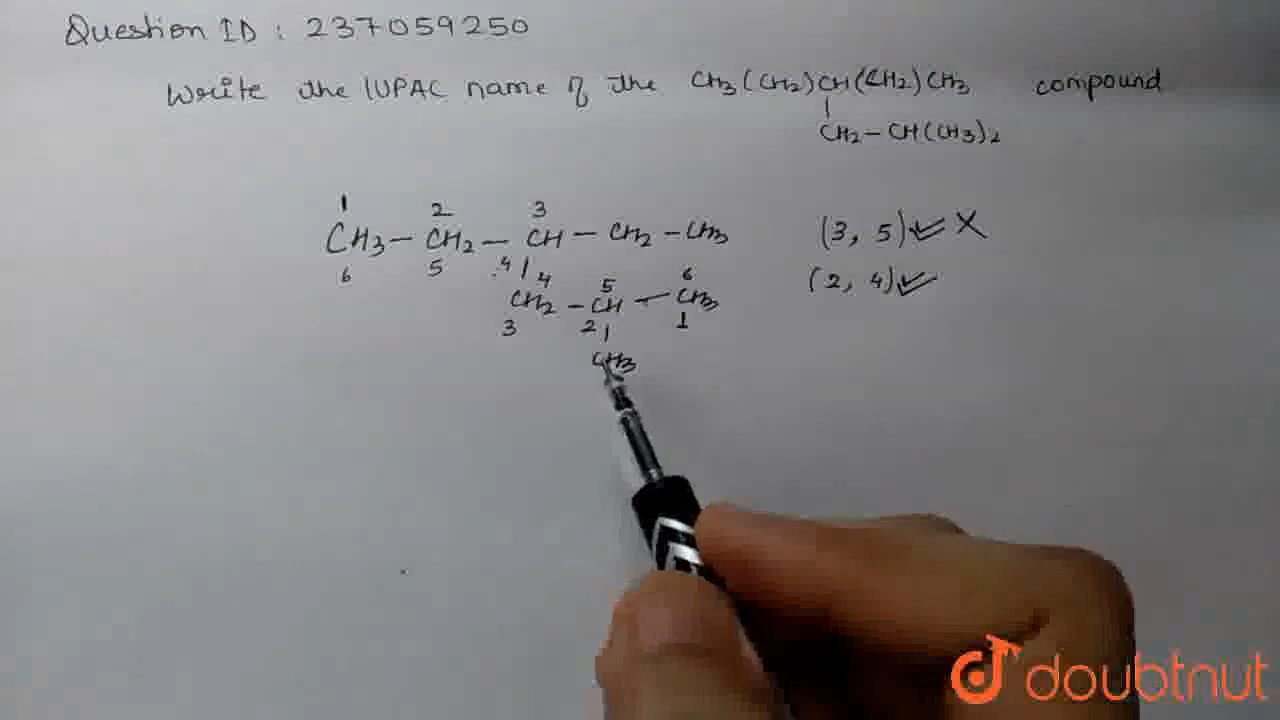 Question ID : 237059250
Write the IUPAC name of the CH3(CH2)CH(CH2)CH3 compound
CH2-CH(CH3)2
1 2 3
CH3-CH2-CH-CH2-CH3 (3, 5) ✓ X
6 5 4
4 5 6
CH2-CH-CH3 (2, 4) ✓
3 2 1
CH3
doubtnut